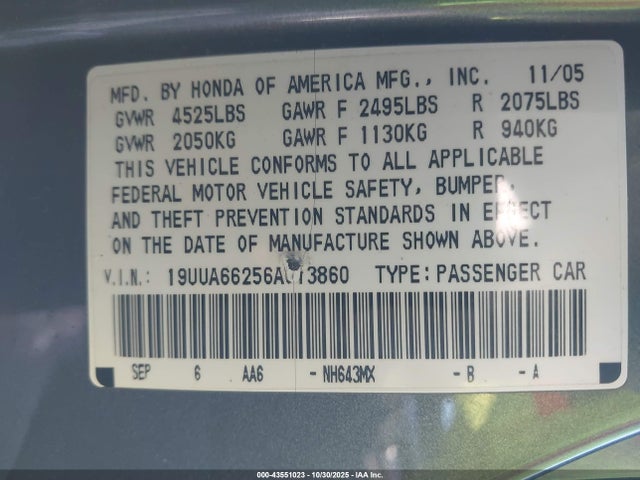 MFD. BY HONDA OF AMERICA MFG., INC. 11/05
GVWR 4525LBS GAWR F 2495LBS R 2075LBS
GVWR 2050KG GAWR F 1130KG R 940KG
THIS VEHICLE CONFORMS TO ALL APPLICABLE
FEDERAL MOTOR VEHICLE SAFETY, BUMPER,
AND THEFT PREVENTION STANDARDS IN EFFECT
ON THE DATE OF MANUFACTURE SHOWN ABOVE.
V.I.N.: TYPE: PASSENGER CAR
SEP 6 AA6 - NH643MX - B - A
000-43551023 | 10/30/2025 | IAA Inc.